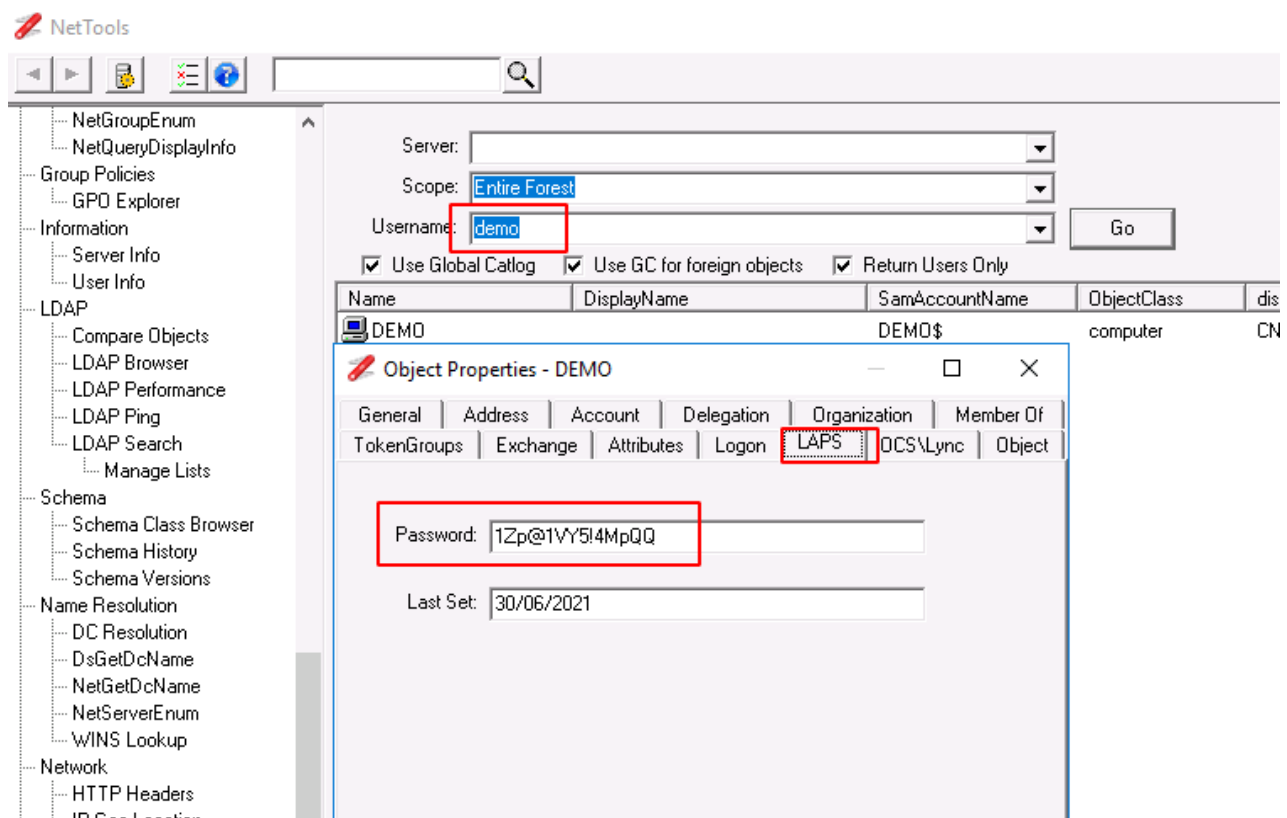 NetTools
NetGroupEnum
NetQueryDisplayInfo
Group Policies
GPO Explorer
Information
Server Info
User Info
LDAP
Compare Objects
LDAP Browser
LDAP Performance
LDAP Ping
LDAP Search
Manage Lists
Schema
Schema Class Browser
Schema History
Schema Versions
Name Resolution
DC Resolution
DsGetDcName
NetGetDcName
NetServerEnum
WINS Lookup
Network
HTTP Headers
Server:
Scope: Entire Forest
Username: demo Go
Use Global Catlog Use GC for foreign objects Return Users Only
Name DisplayName SamAccountName ObjectClass dis
DEMO DEMO$ computer CN
Object Properties - DEMO
General Address Account Delegation Organization Member Of
TokenGroups Exchange Attributes Logon LAPS OCS\Lync Object
Password: 1Zp@1VY5!4MpQQ
Last Set: 30/06/2021